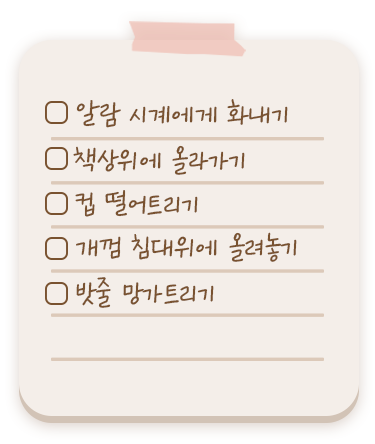 알람 시계에게 화내기
책상위에 올라가기
컵 떨어트리기
개껌 침대위에 올려놓기
밧줄 망가트리기